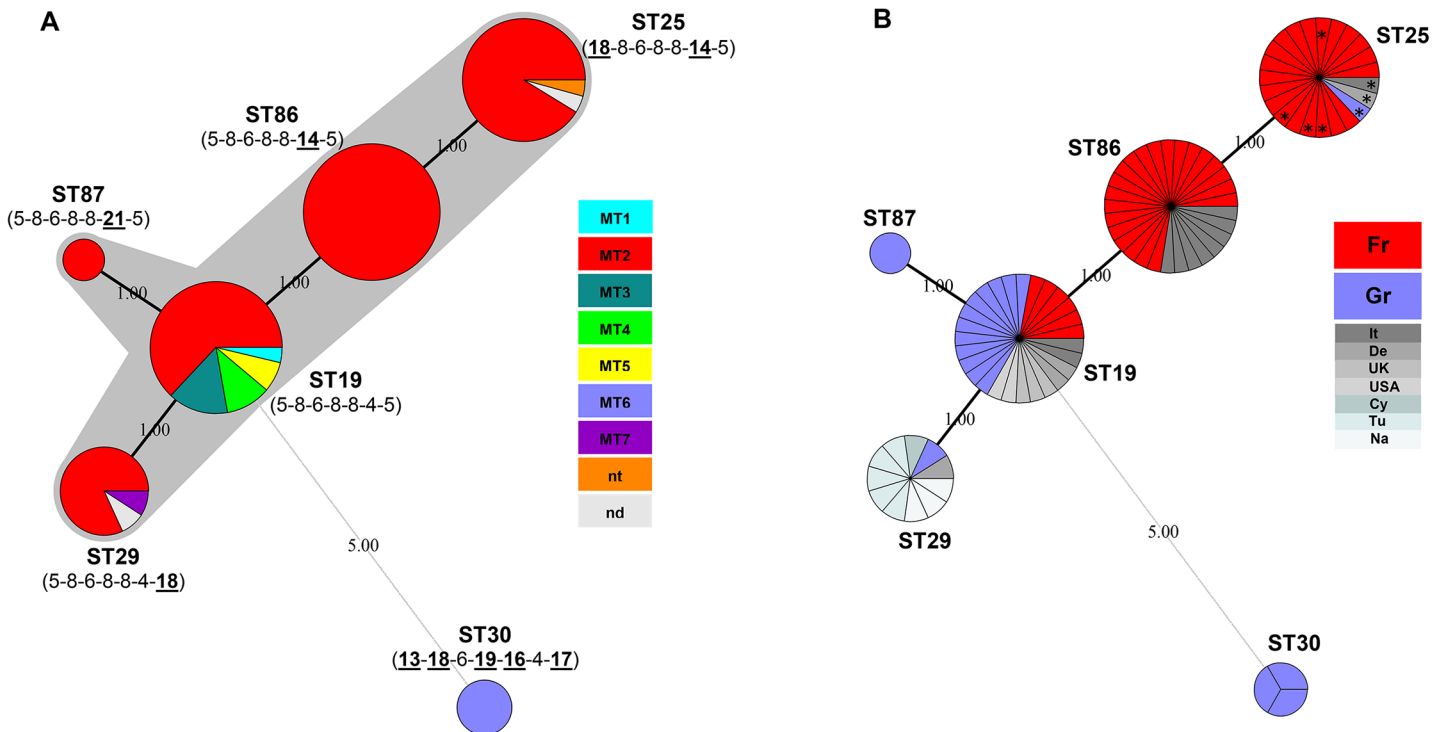 A
ST25
(18-8-6-8-8-14-5)
ST86
(5-8-6-8-8-14-5)
1.00
ST87
(5-8-6-8-8-21-5)
1.00
1.00
ST19
(5-8-6-8-8-4-5)
1.00
ST29
(5-8-6-8-8-4-18)
5.00
ST30
(13-18-6-19-16-4-17)
MT1
MT2
MT3
MT4
MT5
MT6
MT7
nt
nd
B
ST25
*
*
*
*
*
*
*
1.00
ST86
ST87
1.00
1.00
ST19
1.00
ST29
5.00
ST30
Fr
Gr
It
De
UK
USA
Cy
Tu
Na